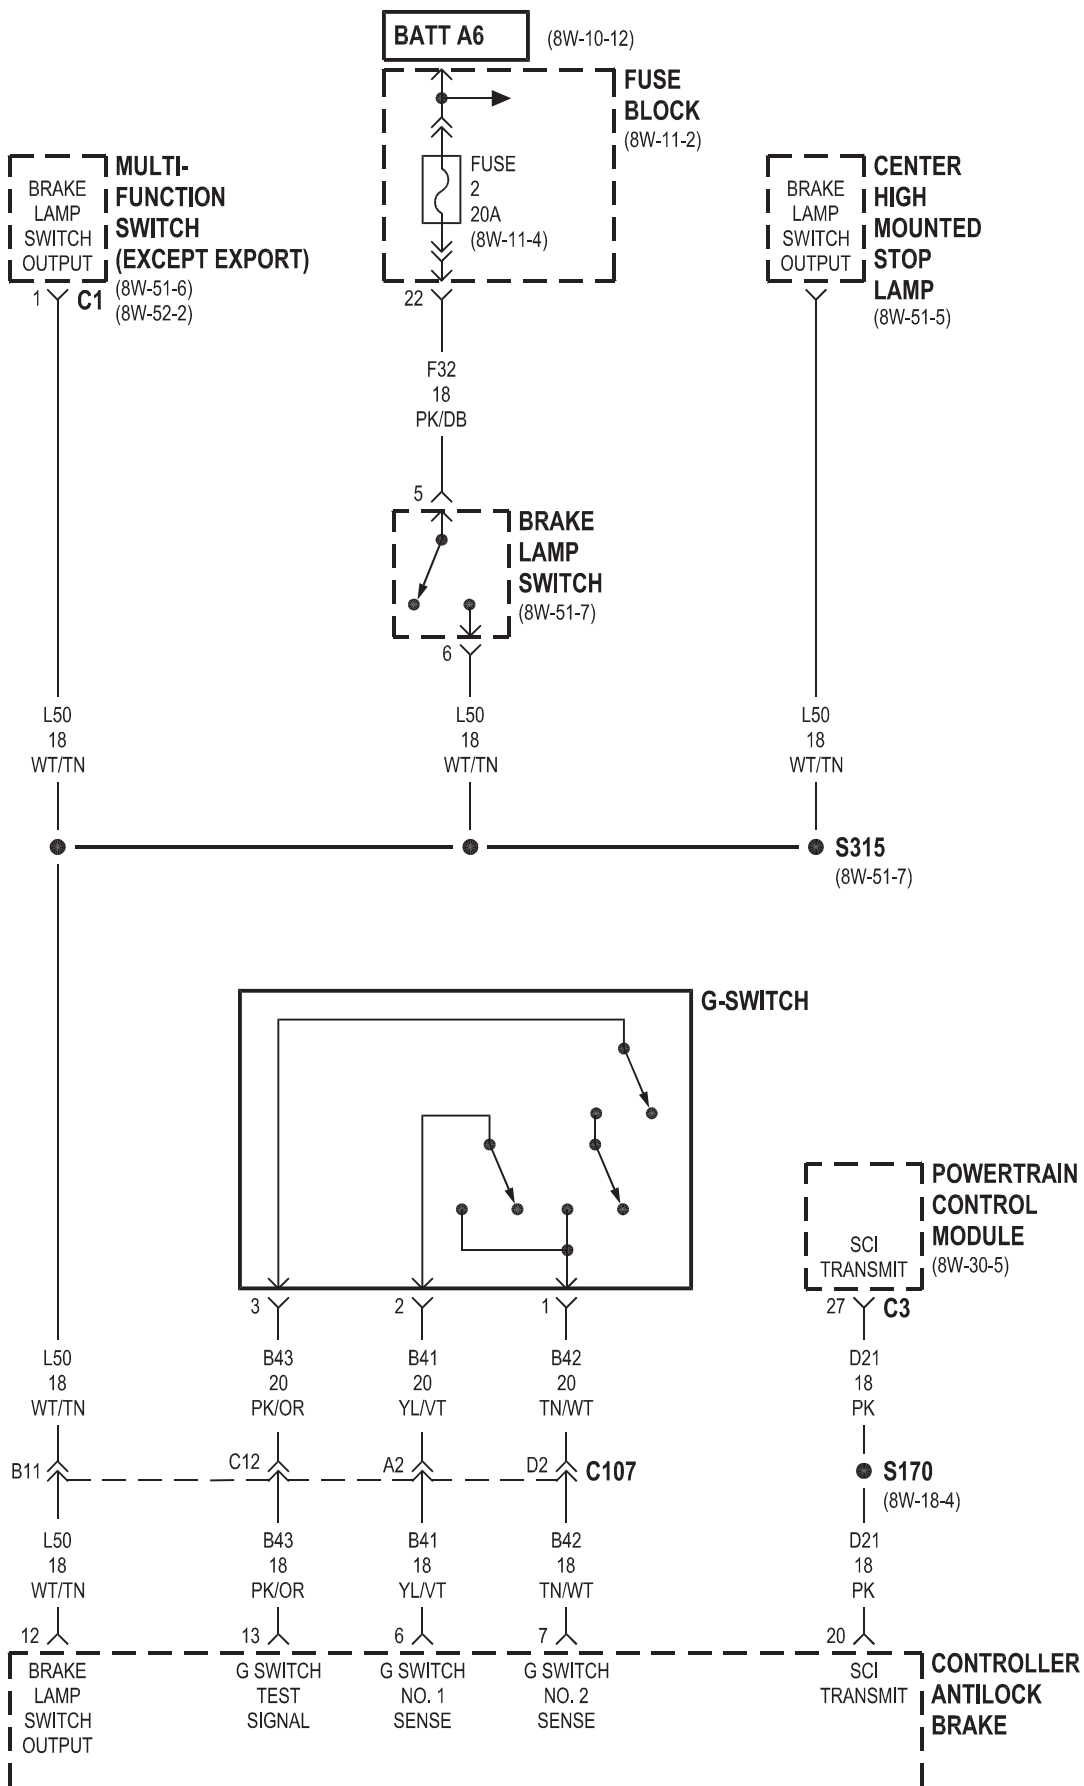 BATT A6
(8W-10-12)
FUSE
BLOCK
(8W-11-2)
FUSE
2
20A
(8W-11-4)
22
BRAKE
LAMP
SWITCH
OUTPUT
MULTI-
FUNCTION
SWITCH
(EXCEPT EXPORT)
(8W-51-6)
(8W-52-2)
1
C1
BRAKE
LAMP
SWITCH
OUTPUT
CENTER
HIGH
MOUNTED
STOP
LAMP
(8W-51-5)
F32
18
PK/DB
5
BRAKE
LAMP
SWITCH
(8W-51-7)
6
L50
18
WT/TN
L50
18
WT/TN
L50
18
WT/TN
S315
(8W-51-7)
G-SWITCH
3
2
1
POWERTRAIN
CONTROL
MODULE
(8W-30-5)
SCI
TRANSMIT
27
C3
L50
18
WT/TN
B43
20
PK/OR
B41
20
YL/VT
B42
20
TN/WT
D21
18
PK
B11
C12
A2
D2
C107
S170
(8W-18-4)
L50
18
WT/TN
B43
18
PK/OR
B41
18
YL/VT
B42
18
TN/WT
D21
18
PK
12
13
6
7
20
BRAKE
LAMP
SWITCH
OUTPUT
G SWITCH
TEST
SIGNAL
G SWITCH
NO. 1
SENSE
G SWITCH
NO. 2
SENSE
SCI
TRANSMIT
CONTROLLER
ANTILOCK
BRAKE